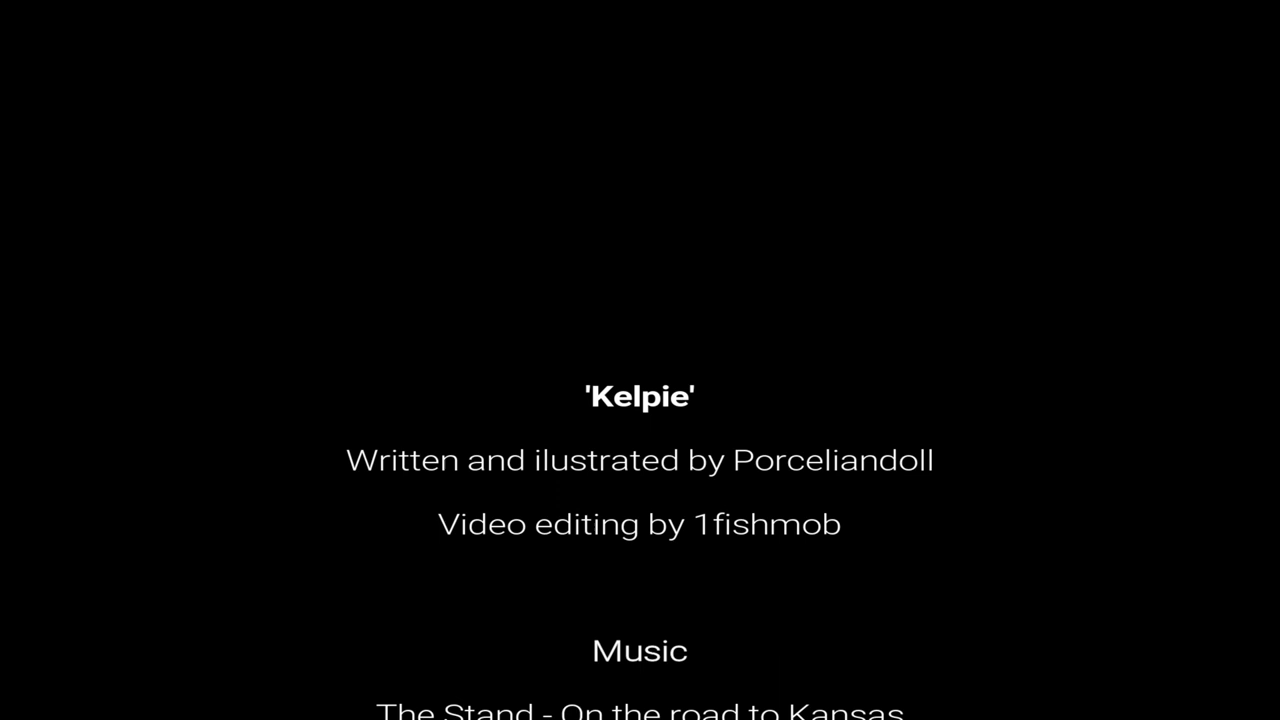 'Kelpie'
Written and ilustrated by Porceliandoll
Video editing by 1fishmob
Music
The Stand - On the road to Kansas